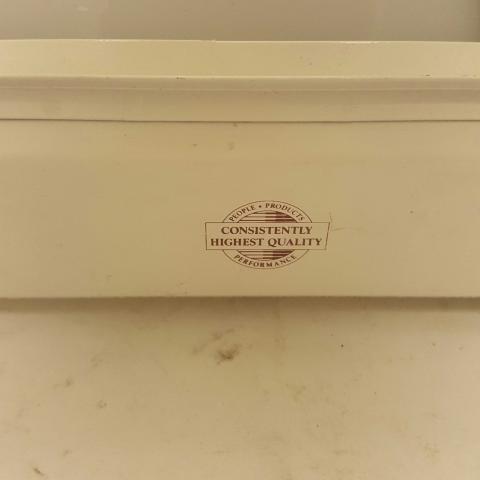 PEOPLE • PRODUCTS
CONSISTENTLY
HIGHEST QUALITY
PERFORMANCE